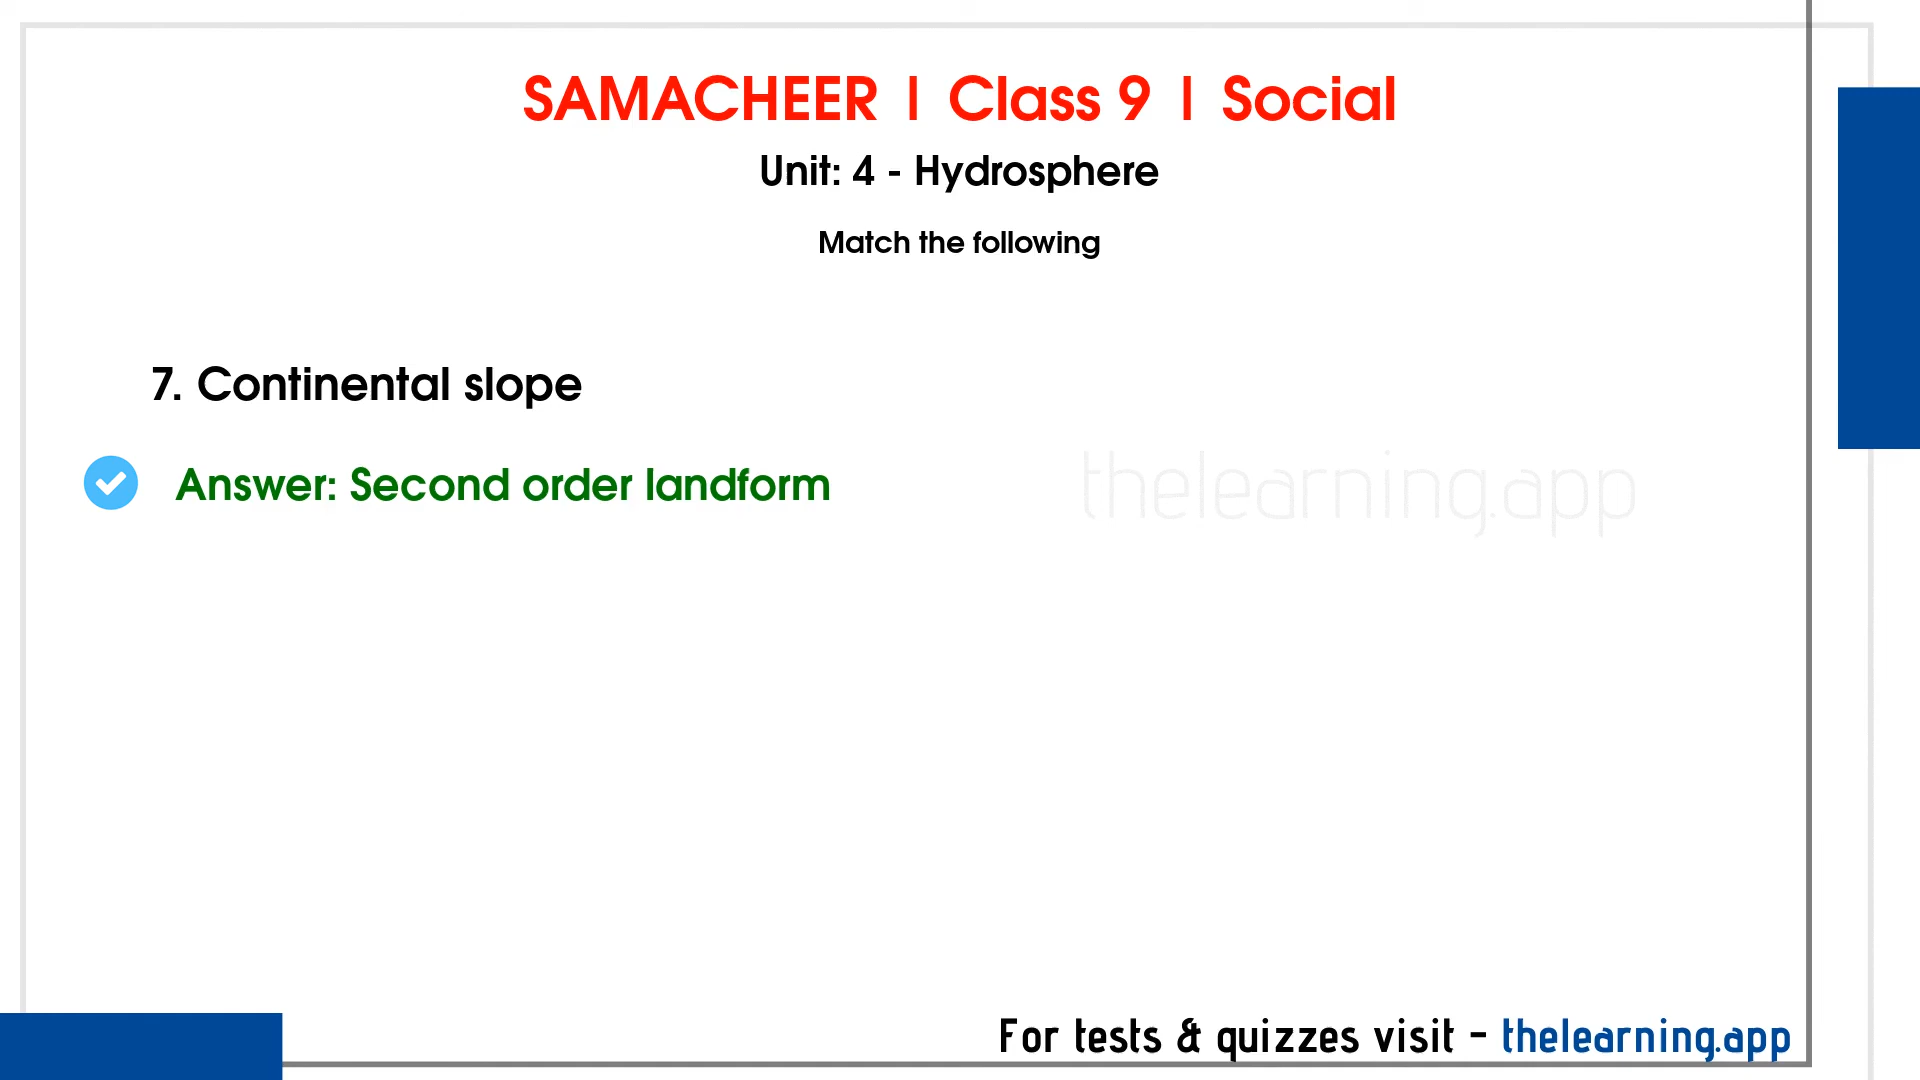 SAMACHEER | Class 9 | Social
Unit: 4 - Hydrosphere
Match the following
7. Continental slope
Answer: Second order landform
thelearning.app
For tests & quizzes visit - thelearning.app